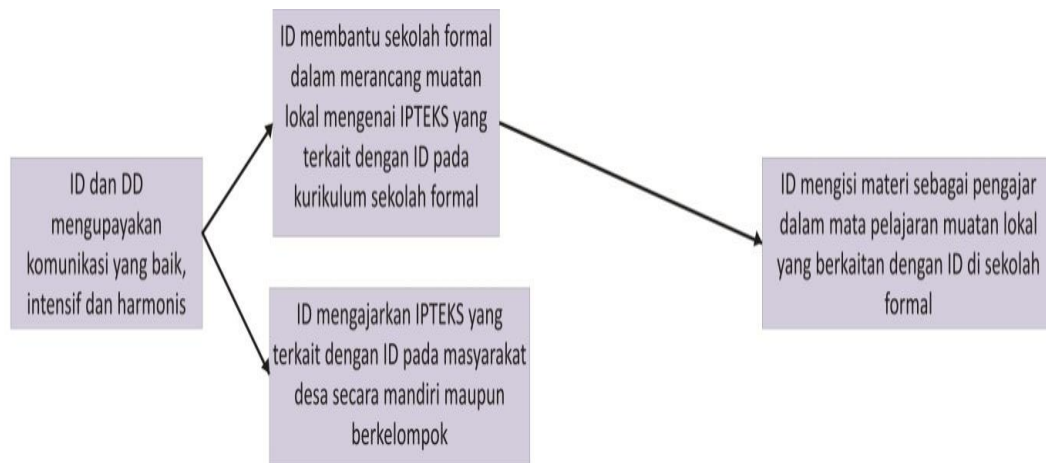 ID dan DD
mengupayakan
komunikasi yang baik,
intensif dan harmonis
ID membantu sekolah formal
dalam merancang muatan
lokal mengenai IPTEKS yang
terkait dengan ID pada
kurikulum sekolah formal
ID mengajarkan IPTEKS yang
terkait dengan ID pada masyarakat
desa secara mandiri maupun
berkelompok
ID mengisi materi sebagai pengajar
dalam mata pelajaran muatan lokal
yang berkaitan dengan ID di sekolah
formal